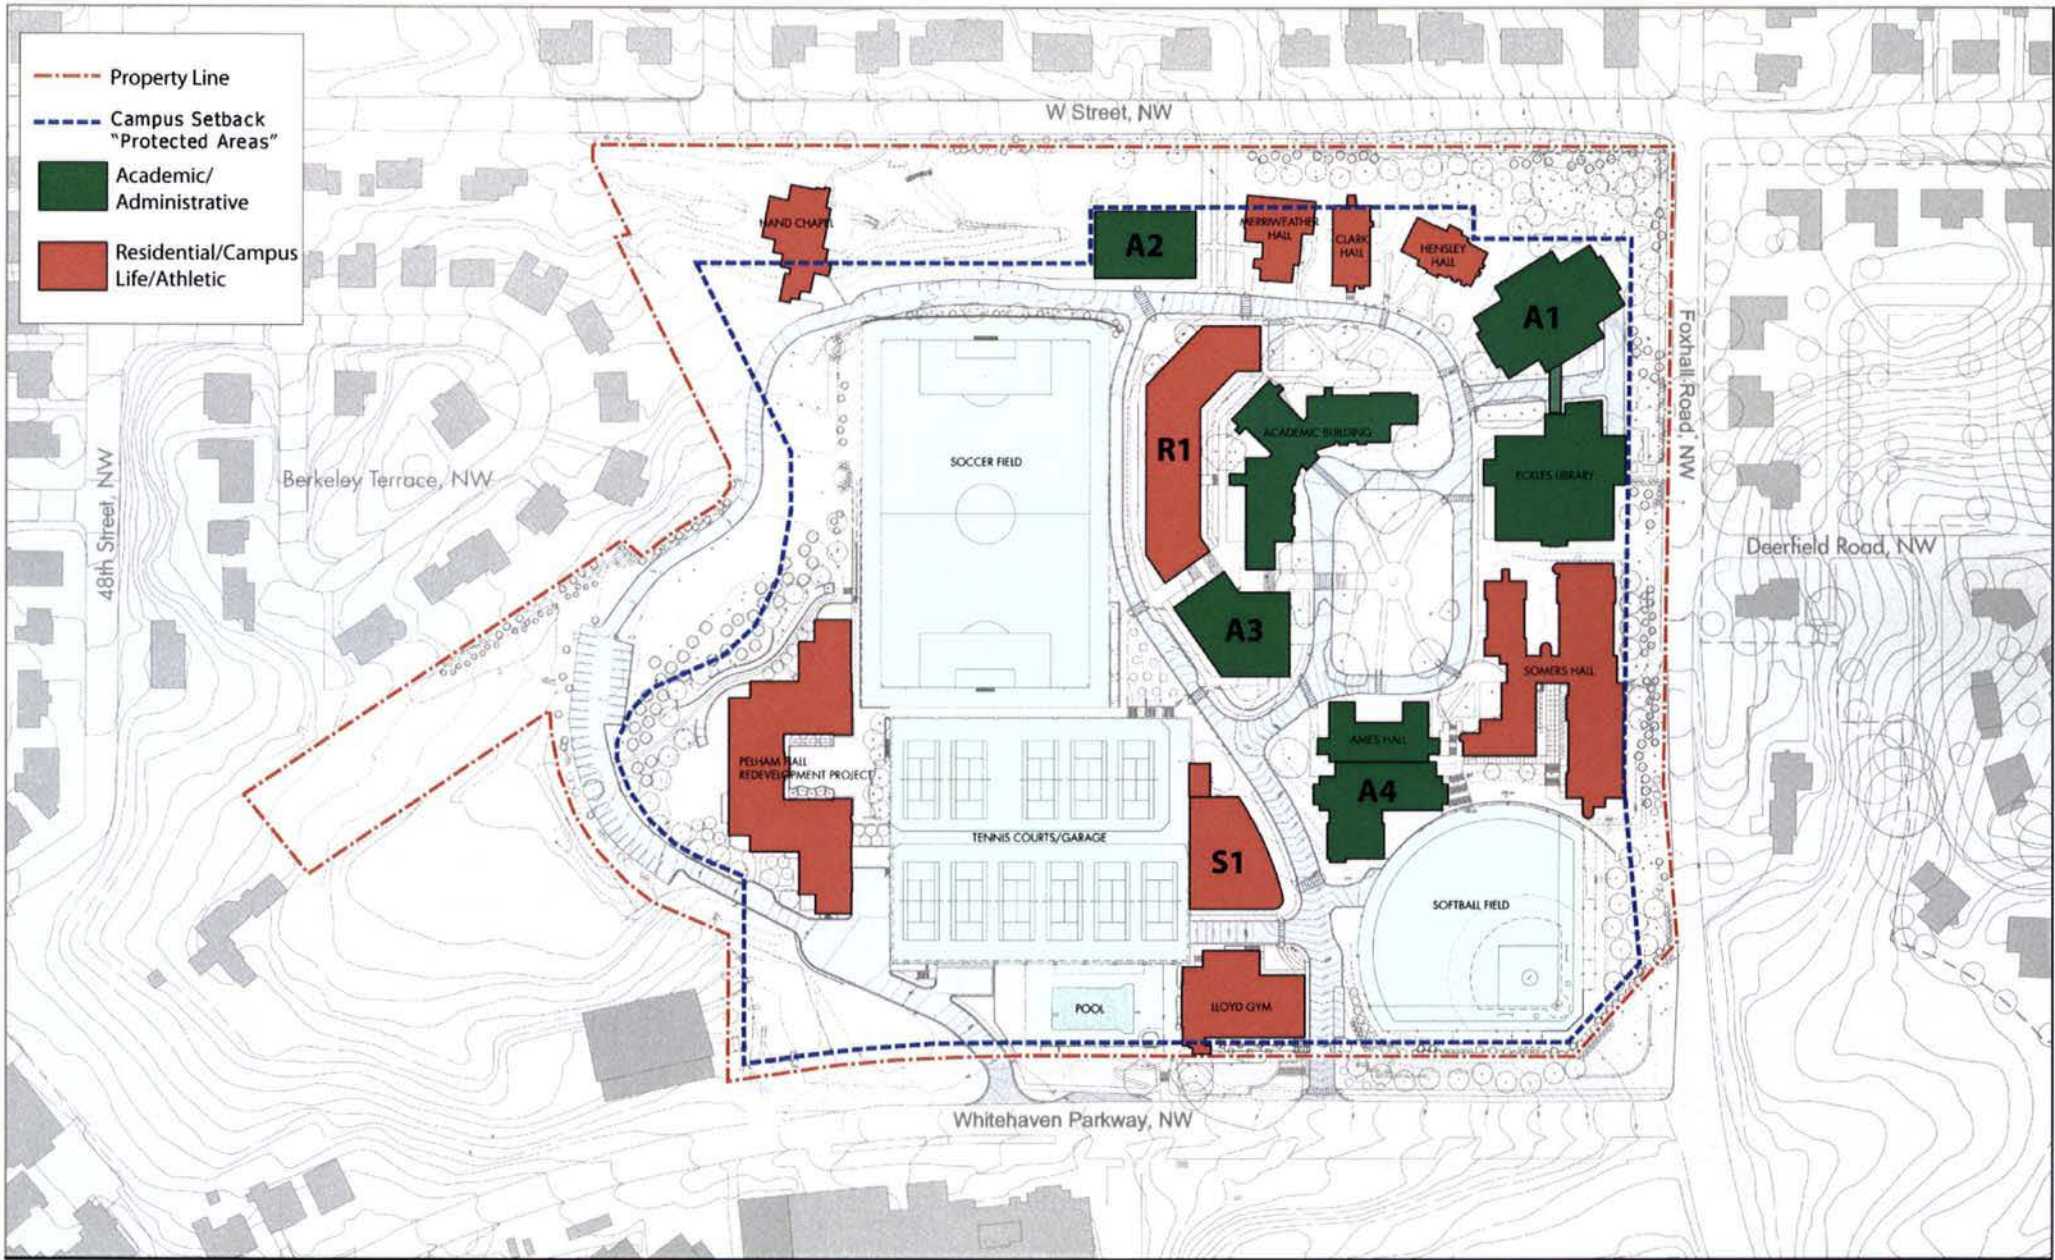 Property Line
Campus Setback
"Protected Areas"
Academic/
Administrative
Residential/Campus
Life/Athletic
W Street, NW
HAND CHAPEL
A2
MERRIWEATHER
HALL
CLARK
HALL
HENSLEY
HALL
A1
Foxhall Road, NW
R1
ACADEMIC BUILDING
SOCCER FIELD
ECKLES LIBRARY
Berkeley Terrace, NW
48th Street, NW
Deerfield Road, NW
A3
SOMERS HALL
AMES HALL
A4
PELHAM HALL
REDEVELOPMENT PROJECT
TENNIS COURTS/GARAGE
S1
SOFTBALL FIELD
POOL
LLOYD GYM
Whitehaven Parkway, NW